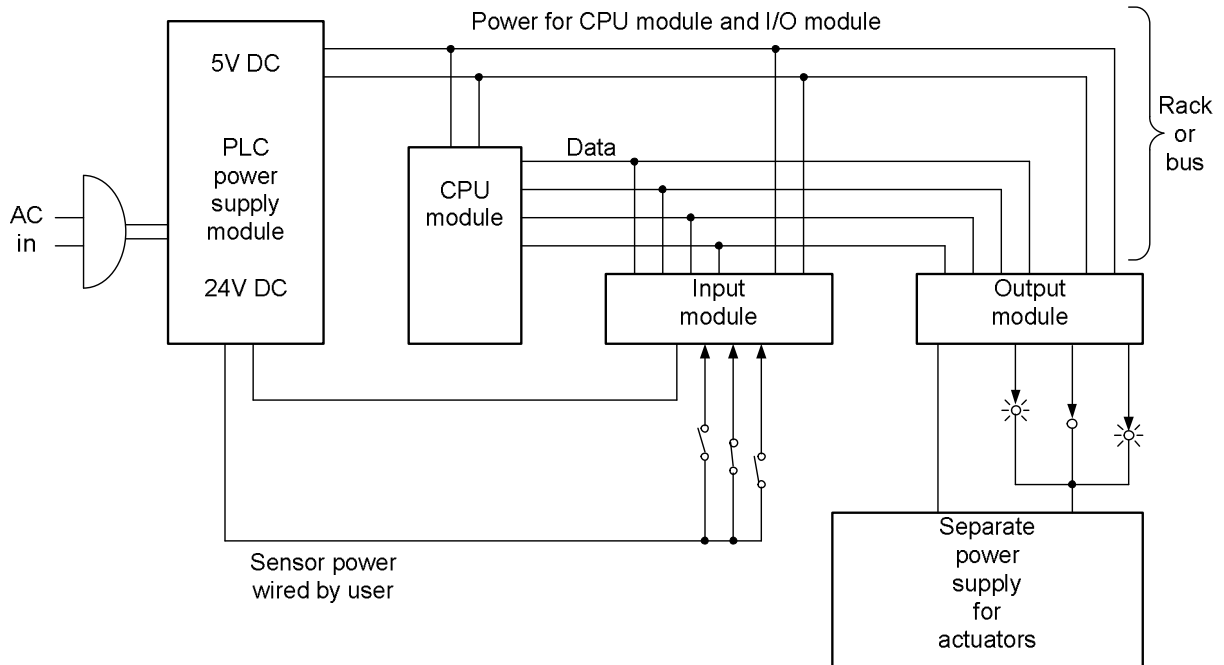 Power for CPU module and I/O module
5V DC
PLC
power
supply
module
24V DC
AC
in
Data
CPU
module
Rack
or
bus
Input
module
Output
module
Sensor power
wired by user
Separate
power
supply
for
actuators